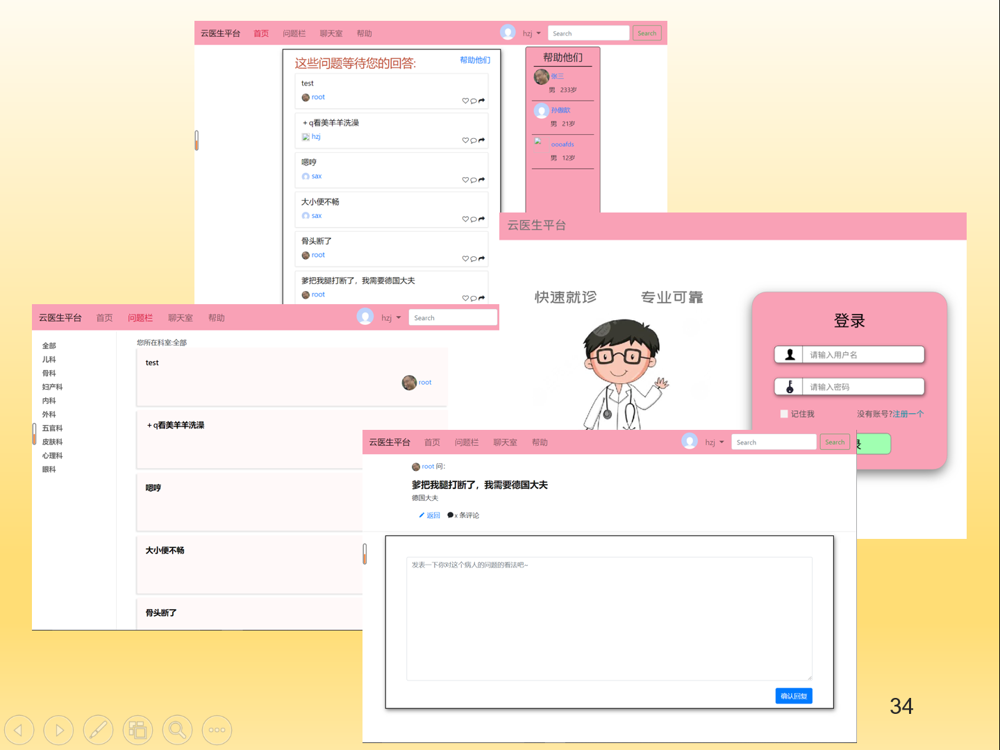 云医生平台 首页 问题栏 聊天室 帮助 hzj Search Search
这些问题等待您的回答: 帮助他们
test
root
+q看美羊羊洗澡
hzj
嗯哼
sax
大小便不畅
sax
骨头断了
root
爹把我腿打断了，我需要德国大夫
root
帮助他们
张三
男 233岁
孙傲歆
男 21岁
oooafds
男 12岁
云医生平台
快速就诊 专业可靠
登录
请输入用户名
请输入密码
记住我 没有账号?注册一个
录
云医生平台 首页 问题栏 聊天室 帮助 hzj Search
全部
儿科
骨科
妇产科
内科
外科
五官科
皮肤科
心理科
眼科
您所在科室:全部
test
root
+q看美羊羊洗澡
嗯哼
大小便不畅
骨头断了
云医生平台 首页 问题栏 聊天室 帮助 hzj Search Search
root 问:
爹把我腿打断了，我需要德国大夫
德国大夫
返回 x 条评论
发表一下你对这个病人的问题的看法吧~
确认回复
34